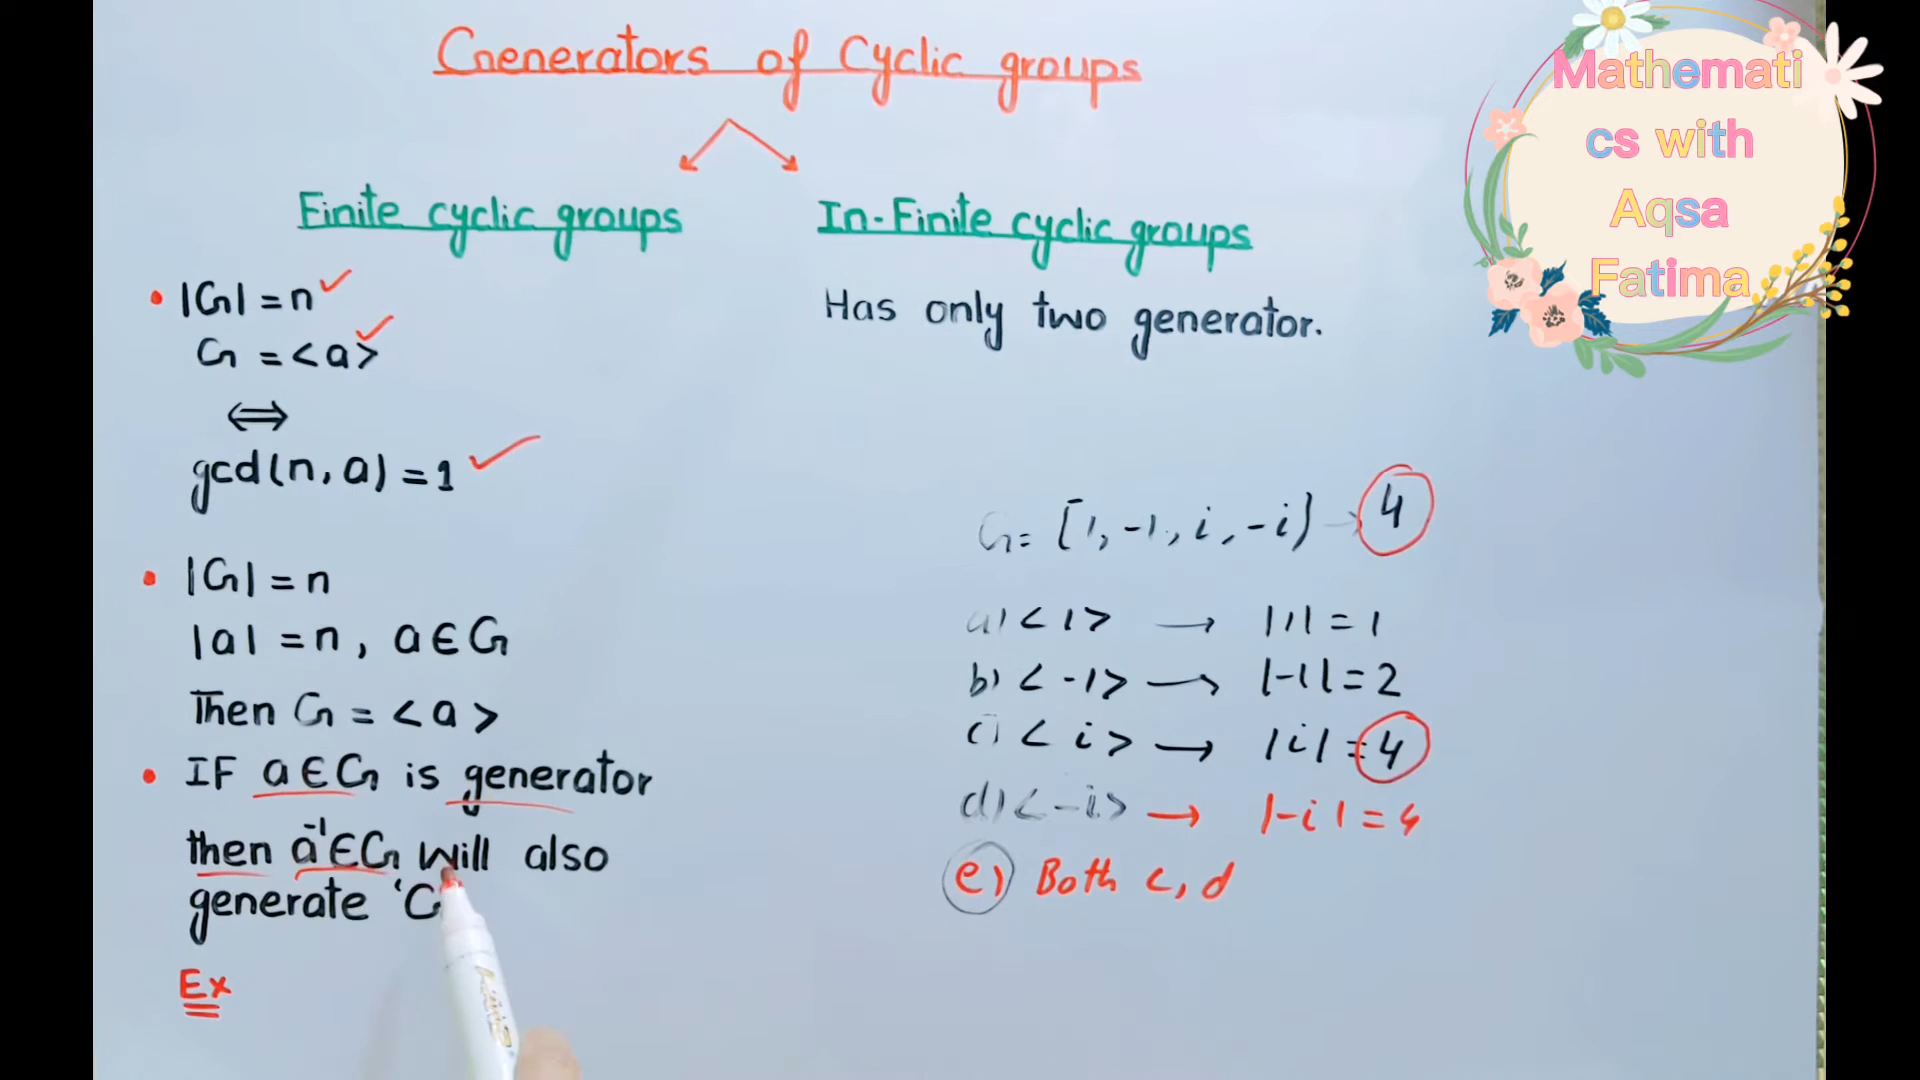 Generators of Cyclic groups
Finite cyclic groups
|G| = n ✓
G = <a> ✓
⇔
gcd(n, a) = 1 ✓
• |G| = n
|a| = n, a ∈ G
Then G = <a>
• IF a ∈ G is generator
then a⁻¹ ∈ G will also
generate 'G
Ex
In-Finite cyclic groups
Has only two generator.
G = {1, -1, i, -i} → 4
a) <1> → |1| = 1
b) <-1> → |-1| = 2
c) <i> → |i| = 4
d) <-i> → |-i| = 4
e) Both c, d
Mathemati
cs with
Aqsa
Fatima